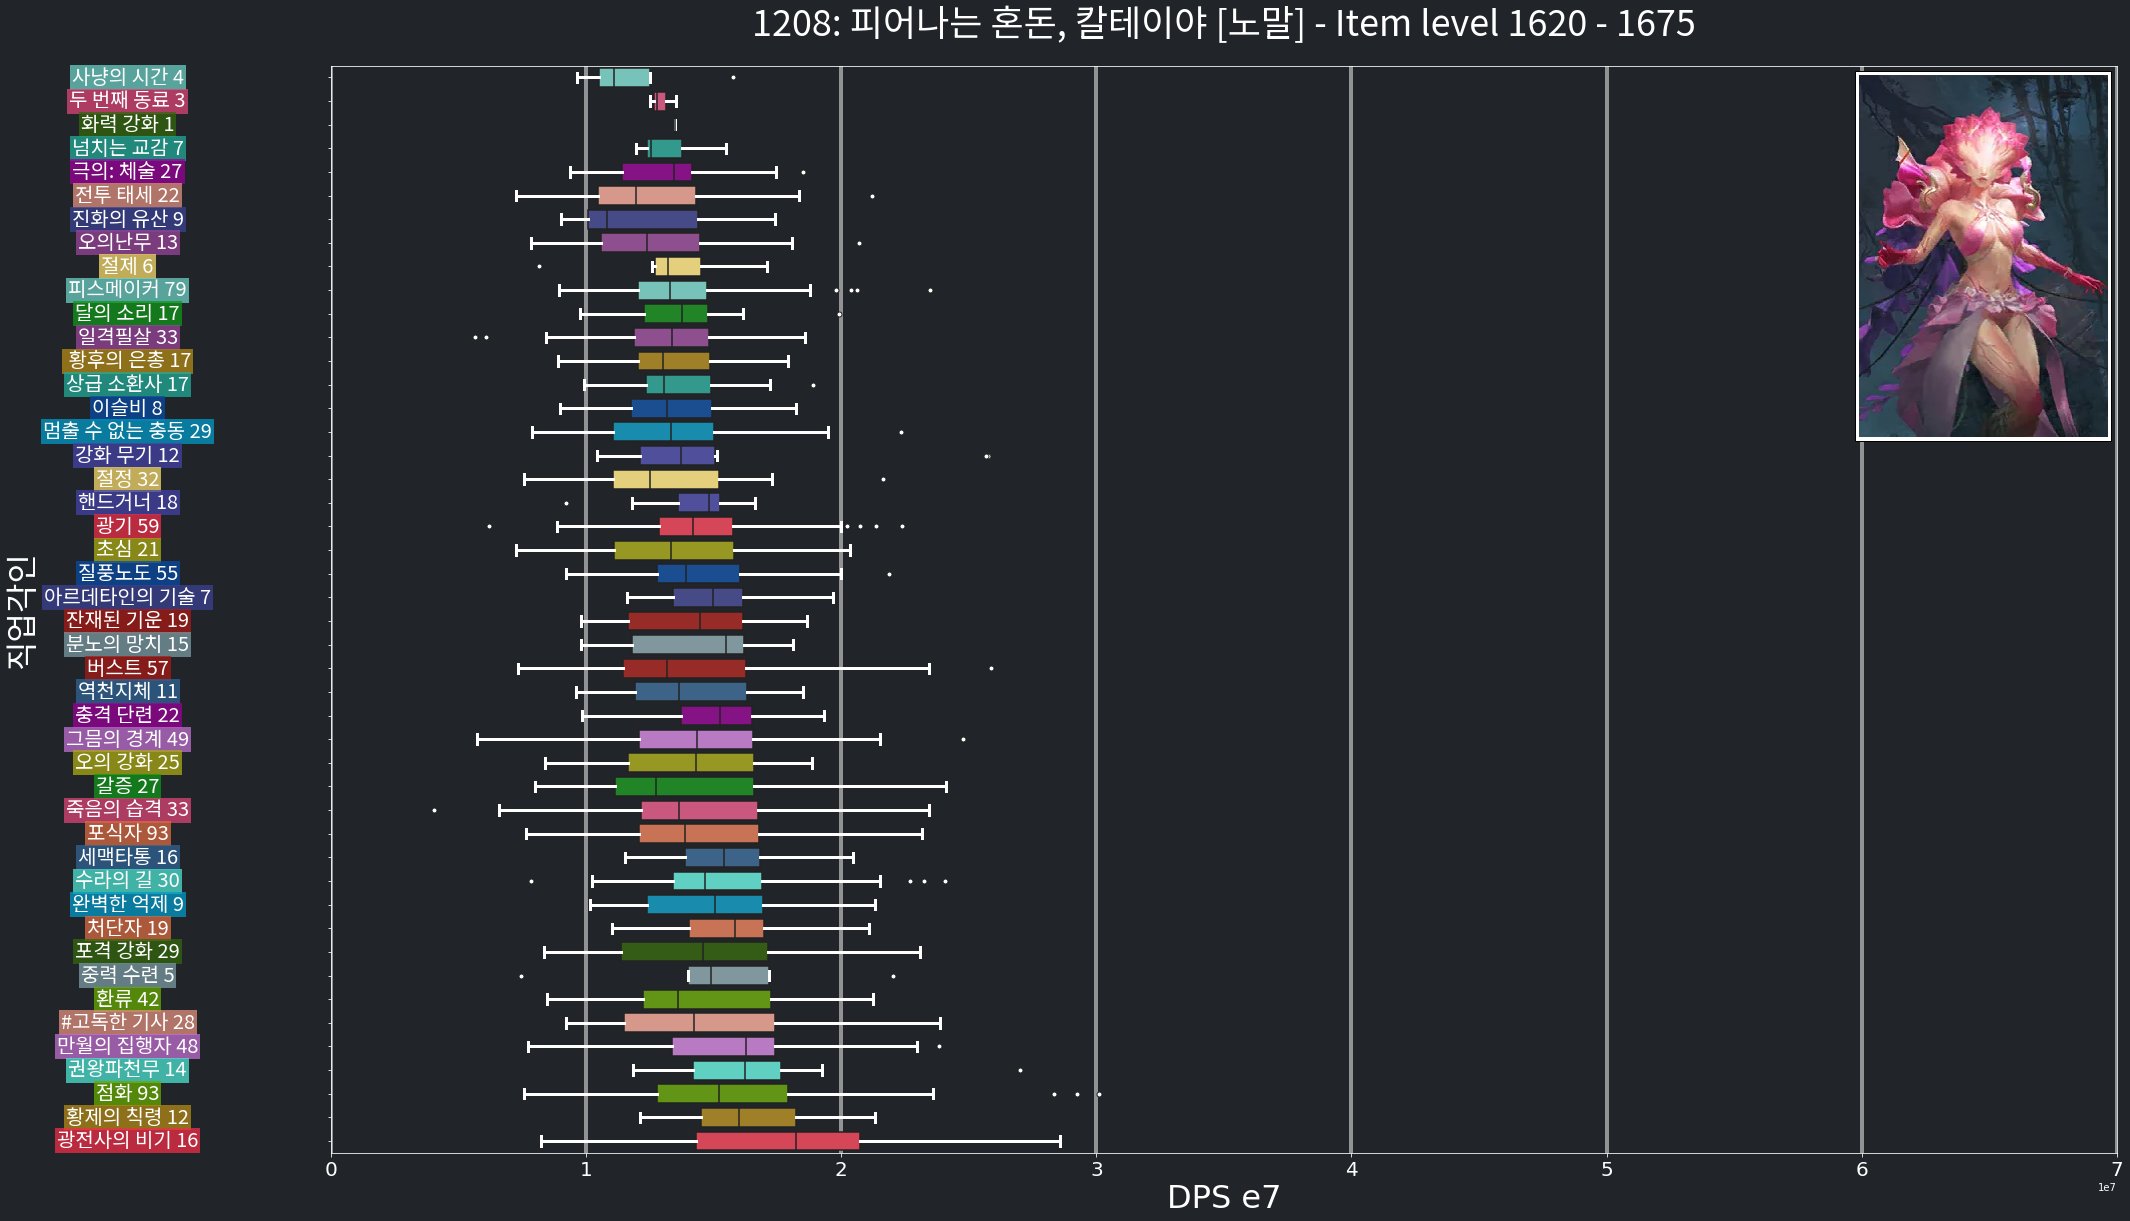 1208: 피어나는 혼돈, 칼테이야 [노말] - Item level 1620 - 1675
직업각인
사냥의 시간 4
두 번째 동료 3
화력 강화 1
넘치는 교감 7
극의: 체술 27
전투 태세 22
진화의 유산 9
오의난무 13
절제 6
피스메이커 79
달의 소리 17
일격필살 33
황후의 은총 17
상급 소환사 17
이슬비 8
멈출 수 없는 충동 29
강화 무기 12
절정 32
핸드거너 18
광기 59
초심 21
질풍노도 55
아르데타인의 기술 7
잔재된 기운 19
분노의 망치 15
버스트 57
역천지체 11
충격 단련 22
그믐의 경계 49
오의 강화 25
갈증 27
죽음의 습격 33
포식자 93
세맥타통 16
수라의 길 30
완벽한 억제 9
처단자 19
포격 강화 29
중력 수련 5
환류 42
#고독한 기사 28
만월의 집행자 48
권왕파천무 14
점화 93
황제의 칙령 12
광전사의 비기 16
0 1 2 3 4 5 6 7
1e7
DPS e7